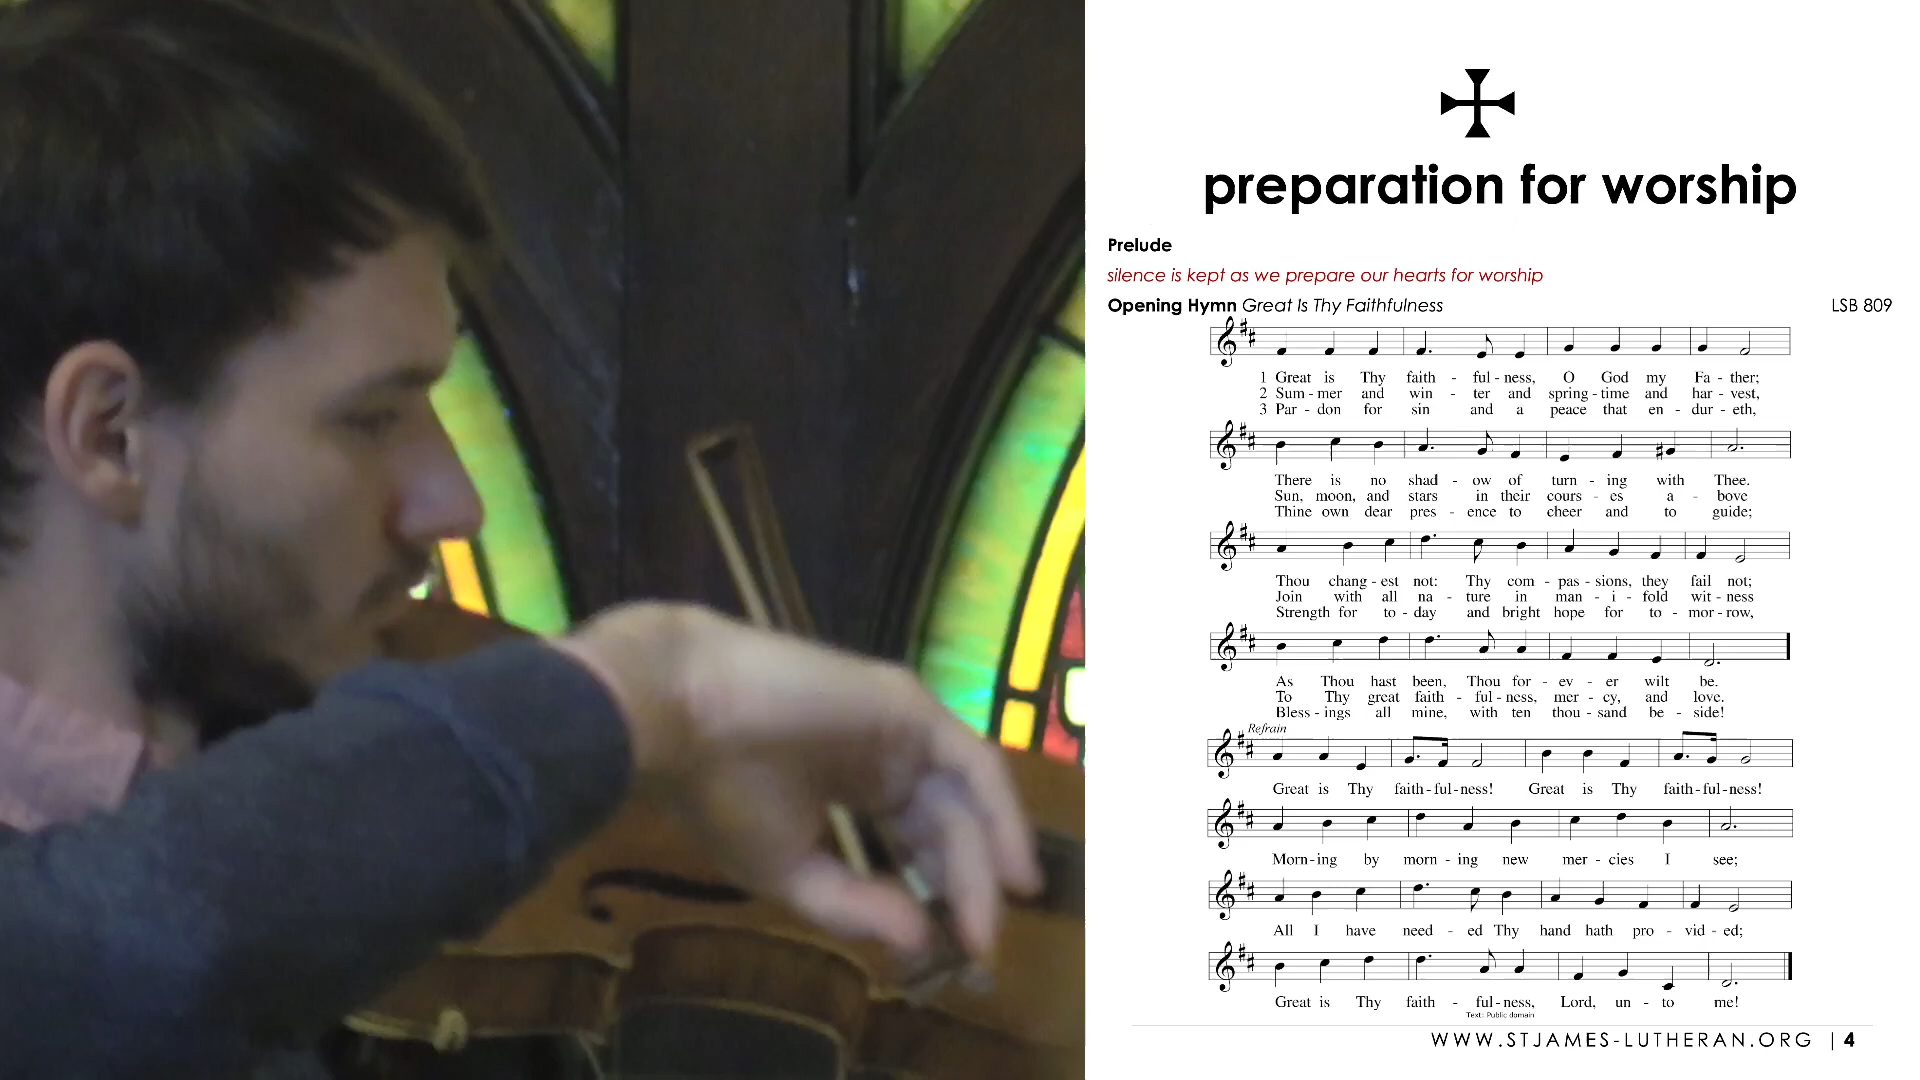 preparation for worship
Prelude
silence is kept as we prepare our hearts for worship
Opening Hymn Great Is Thy Faithfulness LSB 809
1 Great is Thy faith - ful - ness, O God my Fa - ther;
2 Sum - mer and win - ter and spring - time and har - vest,
3 Par - don for sin and a peace that en - dur - eth,
There is no shad - ow of turn - ing with Thee.
Sun, moon, and stars in their cours - es a - bove
Thine own dear pres - ence to cheer and to guide;
Thou chang - est not: Thy com - pas - sions, they fail not;
Join with all na - ture in man - i - fold wit - ness
Strength for to - day and bright hope for to - mor - row,
As Thou hast been, Thou for - ev - er wilt be.
To Thy great faith - ful - ness, mer - cy, and love.
Bless - ings all mine, with ten thou - sand be - side!
Refrain
Great is Thy faith - ful - ness! Great is Thy faith - ful - ness!
Morn - ing by morn - ing new mer - cies I see;
All I have need - ed Thy hand hath pro - vid - ed;
Great is Thy faith - ful - ness, Lord, un - to me!
Text: Public domain
WWW.STJAMES-LUTHERAN.ORG | 4